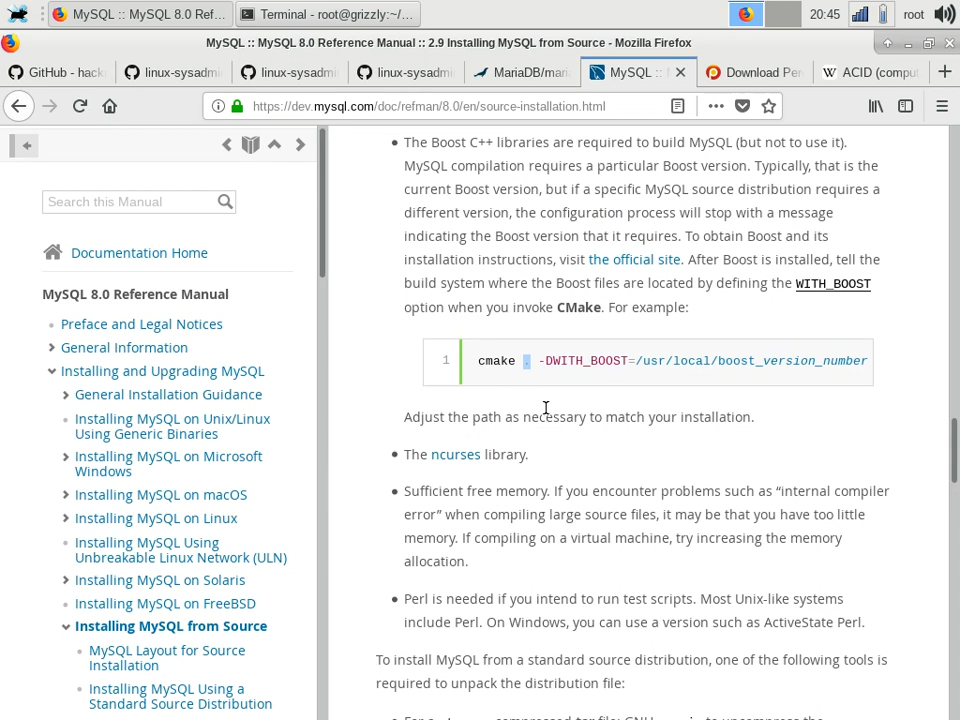 MySQL :: MySQL 8.0 Ref...
Terminal - root@grizzly:~/...
20:45
root
MySQL :: MySQL 8.0 Reference Manual :: 2.9 Installing MySQL from Source - Mozilla Firefox
GitHub - hack
linux-sysadmi
linux-sysadmi
linux-sysadmi
MariaDB/mari
MySQL ::
Download Per
ACID (comput
https://dev.mysql.com/doc/refman/8.0/en/source-installation.html
Search this Manual
Documentation Home
MySQL 8.0 Reference Manual
Preface and Legal Notices
General Information
Installing and Upgrading MySQL
General Installation Guidance
Installing MySQL on Unix/Linux
Using Generic Binaries
Installing MySQL on Microsoft
Windows
Installing MySQL on macOS
Installing MySQL on Linux
Installing MySQL Using
Unbreakable Linux Network (ULN)
Installing MySQL on Solaris
Installing MySQL on FreeBSD
Installing MySQL from Source
MySQL Layout for Source
Installation
Installing MySQL Using a
Standard Source Distribution
The Boost C++ libraries are required to build MySQL (but not to use it).
MySQL compilation requires a particular Boost version. Typically, that is the
current Boost version, but if a specific MySQL source distribution requires a
different version, the configuration process will stop with a message
indicating the Boost version that it requires. To obtain Boost and its
installation instructions, visit the official site. After Boost is installed, tell the
build system where the Boost files are located by defining the WITH_BOOST
option when you invoke CMake. For example:
1 cmake . -DWITH_BOOST=/usr/local/boost_version_number
Adjust the path as necessary to match your installation.
The ncurses library.
Sufficient free memory. If you encounter problems such as “internal compiler
error” when compiling large source files, it may be that you have too little
memory. If compiling on a virtual machine, try increasing the memory
allocation.
Perl is needed if you intend to run test scripts. Most Unix-like systems
include Perl. On Windows, you can use a version such as ActiveState Perl.
To install MySQL from a standard source distribution, one of the following tools is
required to unpack the distribution file: